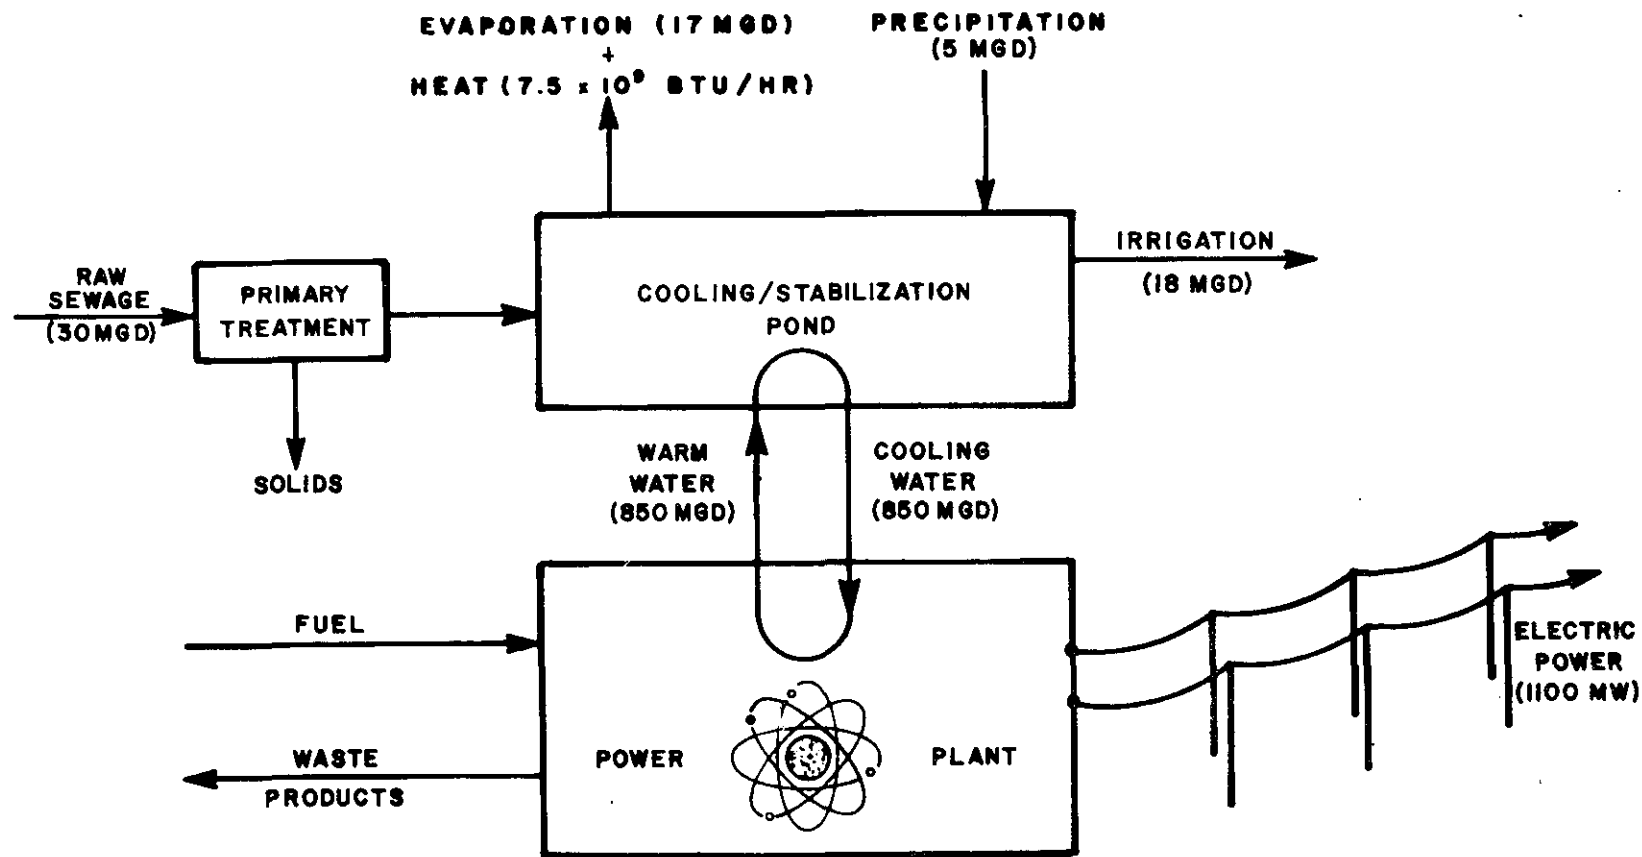 EVAPORATION (17 MGD)
+
HEAT (7.5 x 10⁹ BTU/HR)
PRECIPITATION
(5 MGD)
RAW
SEWAGE
(30MGD)
PRIMARY
TREATMENT
SOLIDS
COOLING/STABILIZATION
POND
IRRIGATION
(18 MGD)
WARM
WATER
(850 MGD)
COOLING
WATER
(850 MGD)
FUEL
WASTE
PRODUCTS
POWER PLANT
ELECTRIC
POWER
(1100 MW)